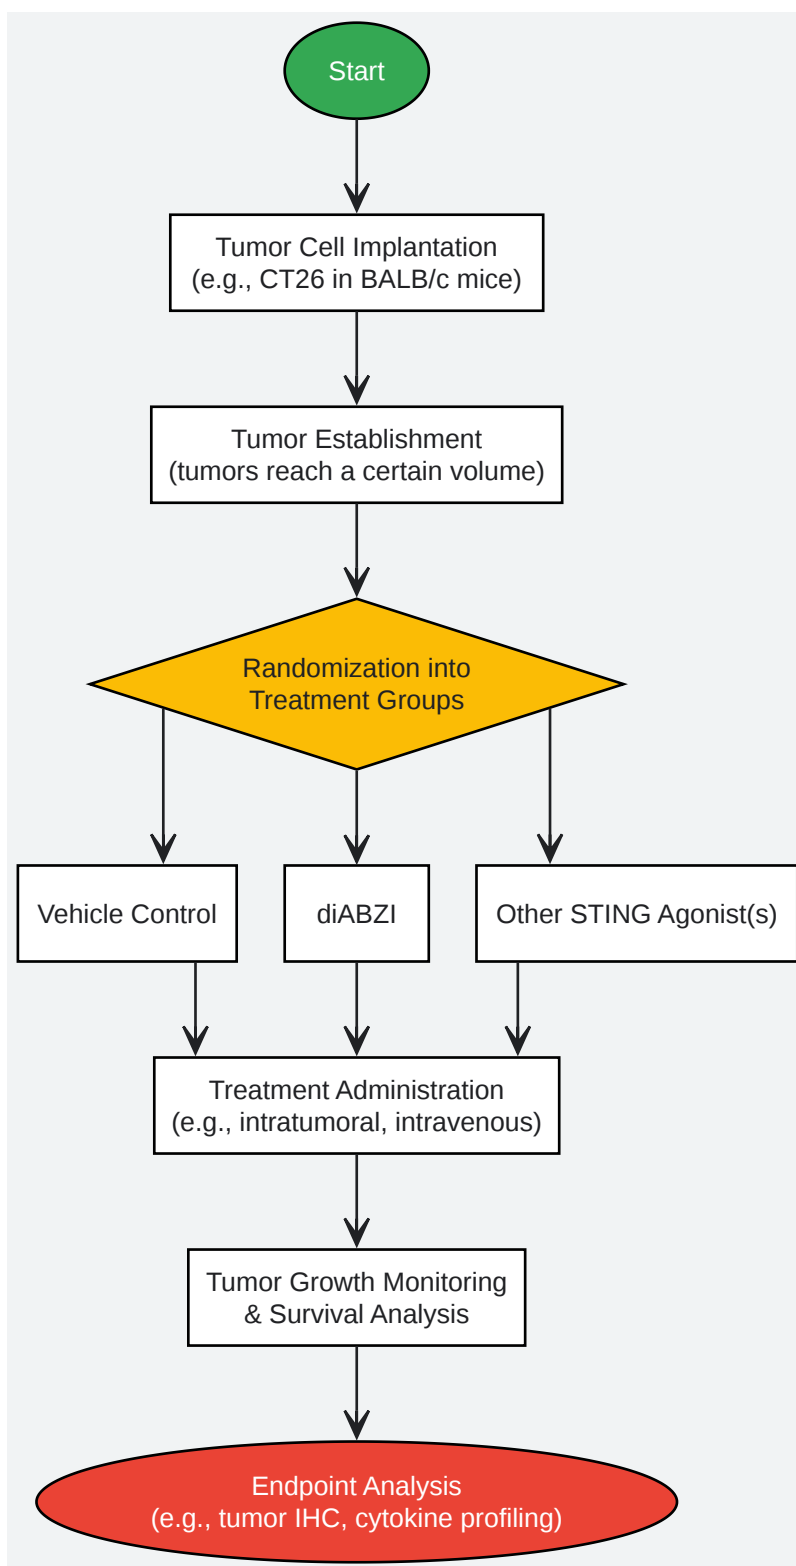 Start
Tumor Cell Implantation
(e.g., CT26 in BALB/c mice)
Tumor Establishment
(tumors reach a certain volume)
Randomization into
Treatment Groups
Vehicle Control
diABZI
Other STING Agonist(s)
Treatment Administration
(e.g., intratumoral, intravenous)
Tumor Growth Monitoring
& Survival Analysis
Endpoint Analysis
(e.g., tumor IHC, cytokine profiling)